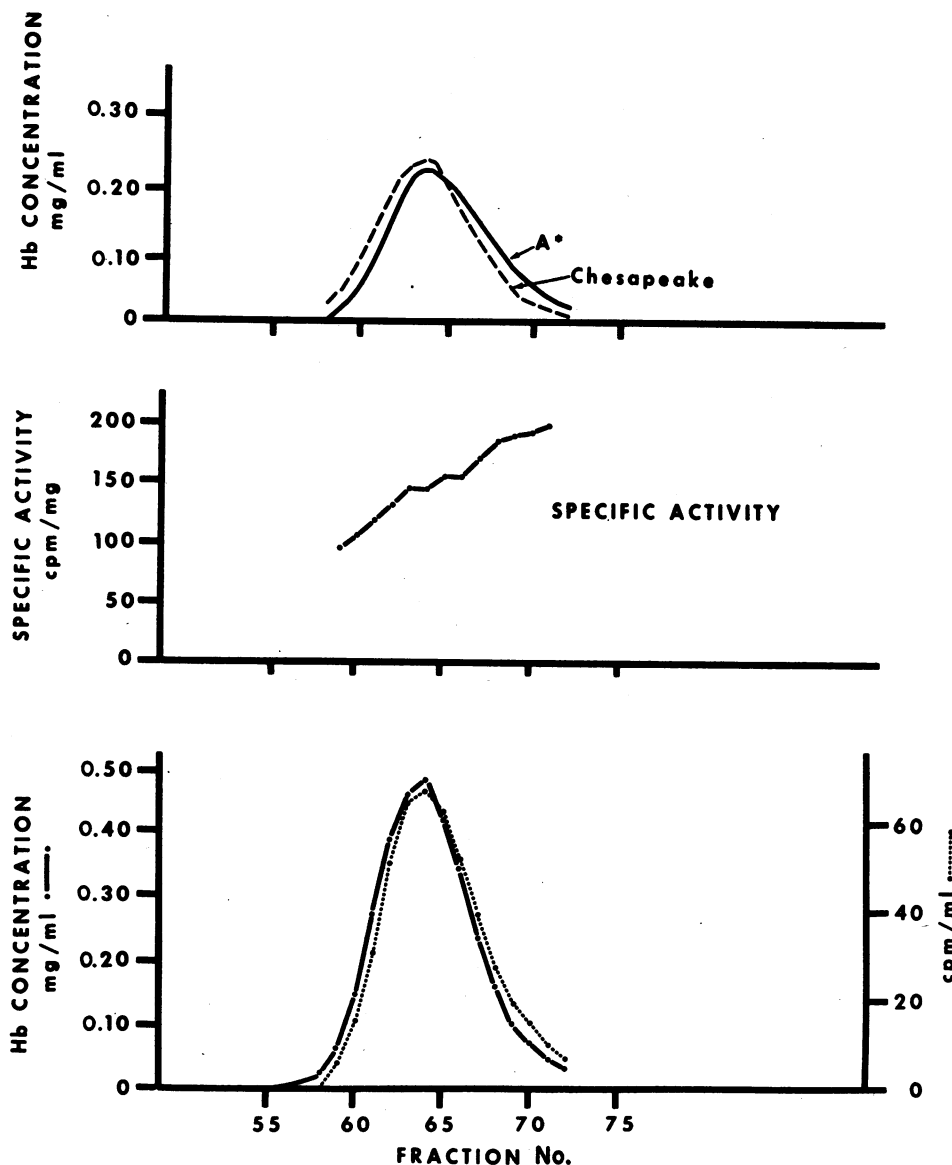 Hb CONCENTRATION
mg/ml
0.30
0.20
0.10
0
A*
Chesapeake
SPECIFIC ACTIVITY
cpm/mg
200
150
100
50
0
SPECIFIC ACTIVITY
Hb CONCENTRATION
mg/ml
0.50
0.40
0.30
0.20
0.10
0
60
40
20
0
cpm/ml
55 60 65 70 75
FRACTION No.